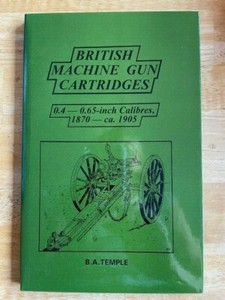 BRITISH
MACHINE GUN
CARTRIDGES
0.4 — 0.65-inch Calibres,
1870 — ca. 1905
B.A.TEMPLE